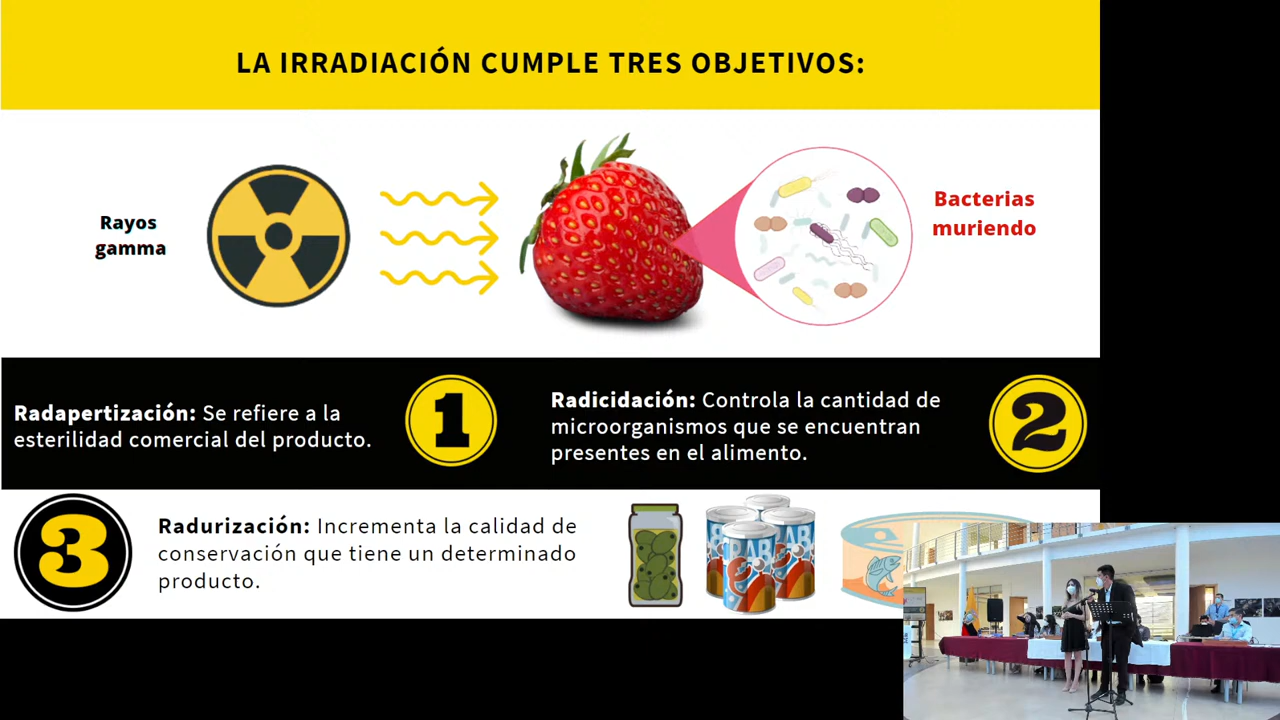 LA IRRADIACIÓN CUMPLE TRES OBJETIVOS:
Rayos
gamma
Bacterias
muriendo
Radapertización: Se refiere a la
esterilidad comercial del producto.
1
Radicidación: Controla la cantidad de
microorganismos que se encuentran
presentes en el alimento.
2
3
Radurización: Incrementa la calidad de
conservación que tiene un determinado
producto.